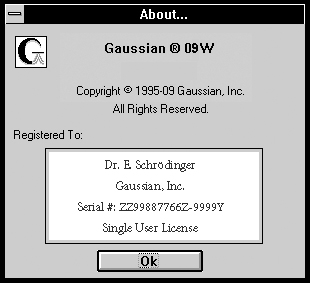 About...
Gaussian ® 09W
Copyright © 1995-09 Gaussian, Inc.
All Rights Reserved.
Registered To:
Dr. E. Schrödinger
Gaussian, Inc.
Serial #: ZZ99887766Z-9999Y
Single User License
Ok